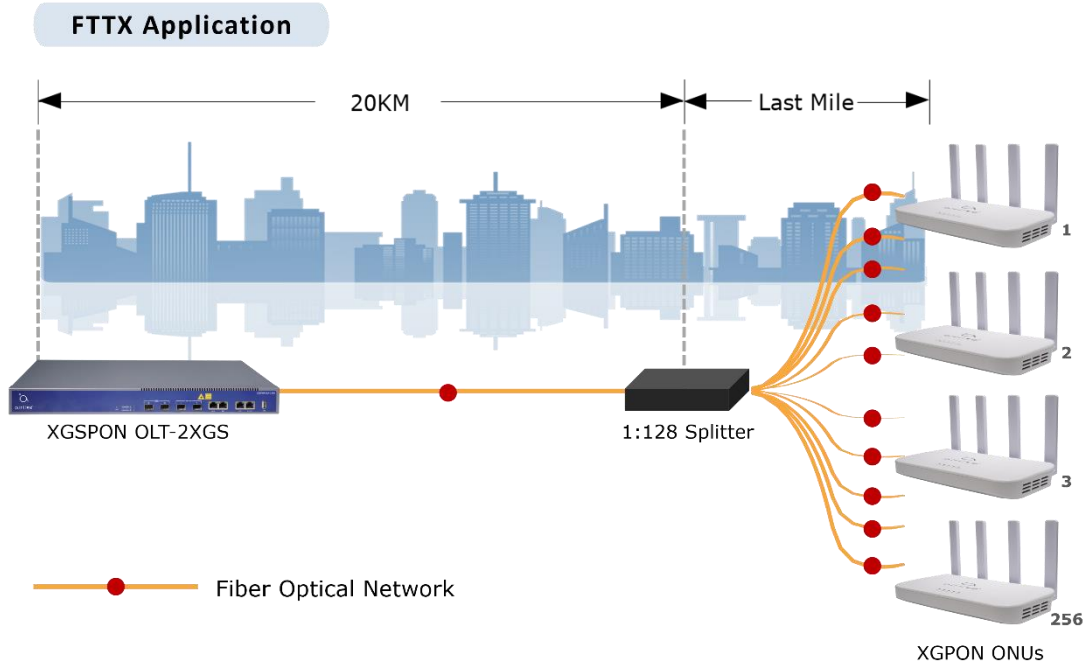 FTTX Application
20KM
Last Mile
1
2
XGSPON OLT-2XGS
1:128 Splitter
3
Fiber Optical Network
256
XGPON ONUs